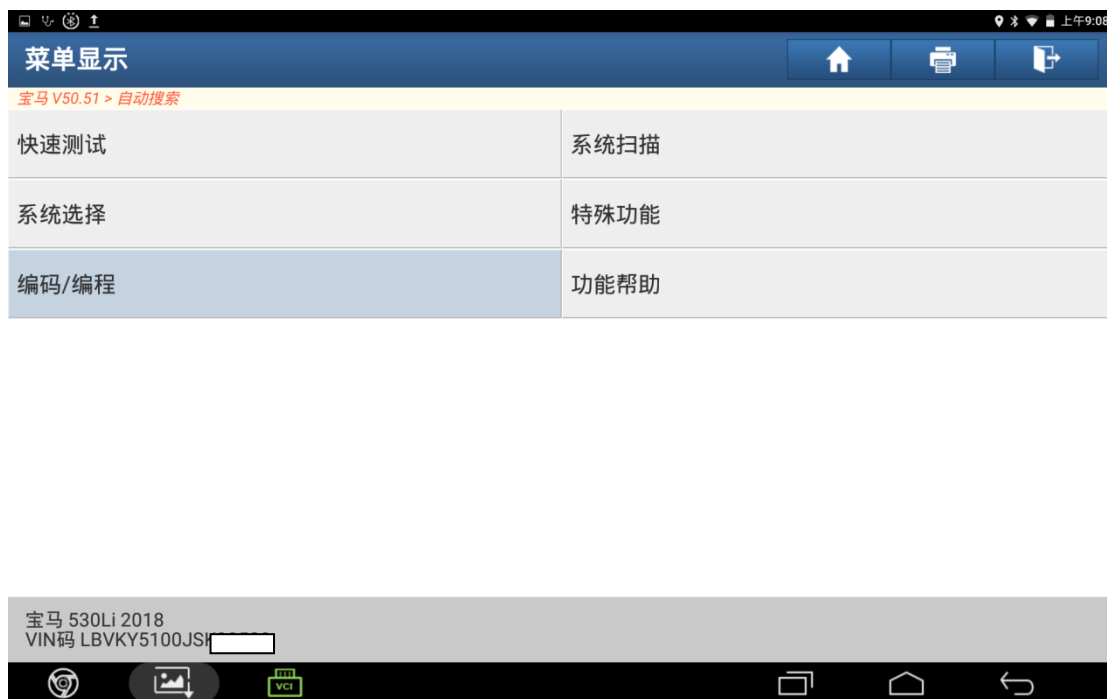 上午9:08
菜单显示
宝马 V50.51 > 自动搜索
快速测试
系统扫描
系统选择
特殊功能
编码/编程
功能帮助
宝马 530Li 2018
VIN码 LBVKY5100JSK
VCI